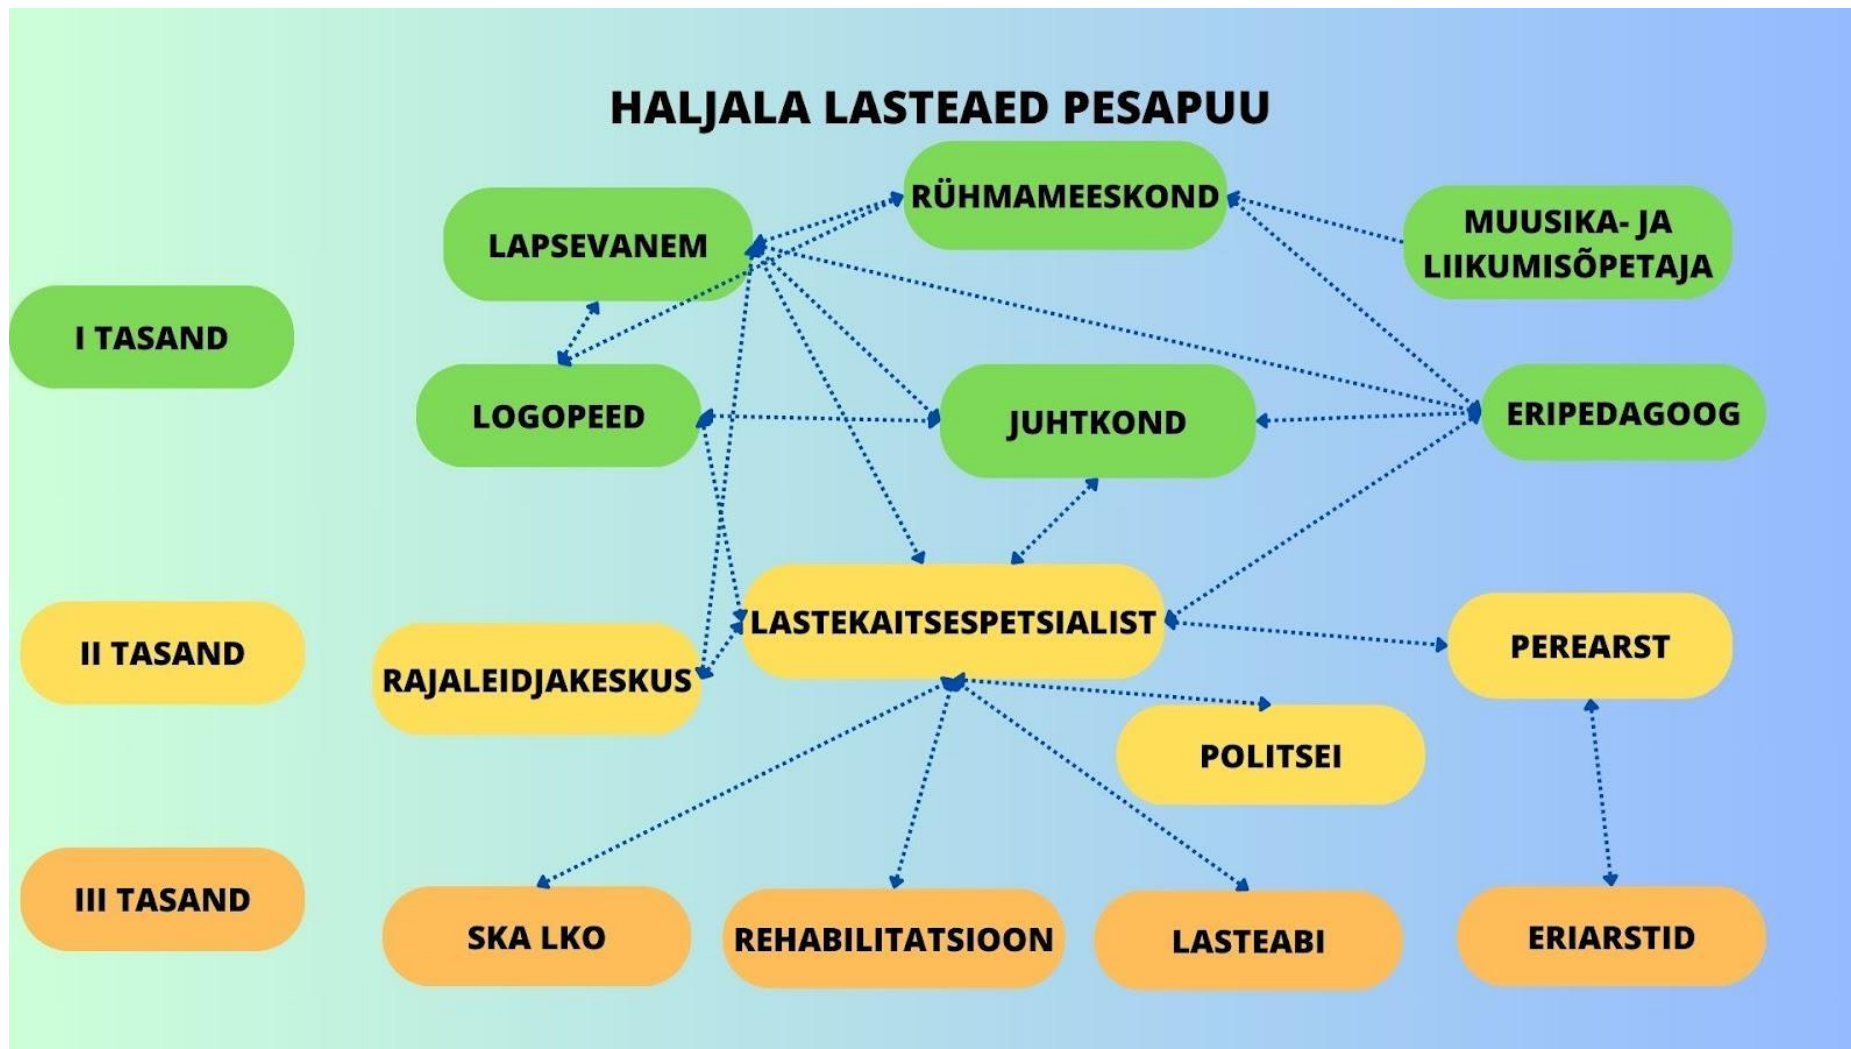 HALJALA LASTEAED PESAPUU
RÜHMAMEESKOND
LAPSEVANEM
MUUSIKA- JA
LIIKUMISÕPETAJA
I TASAND
LOGOPEED
JUHTKOND
ERIPEDAGOOG
II TASAND
RAJALEIDJAKESKUS
LASTEKAITSESPETSIALIST
PEREARST
POLITSEI
III TASAND
SKA LKO
REHABILITATSIOON
LASTEABI
ERIARSTID